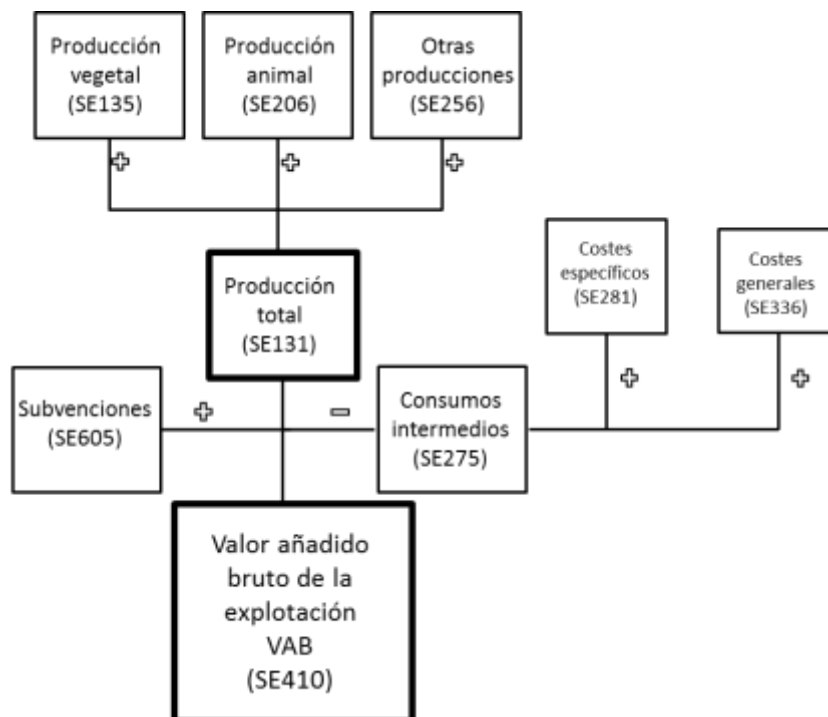 Producción
vegetal
(SE135)
Producción
animal
(SE206)
Otras
producciones
(SE256)
Producción
total
(SE131)
Costes
específicos
(SE281)
Costes
generales
(SE336)
Subvenciones
(SE605)
Consumos
intermedios
(SE275)
Valor añadido
bruto de la
explotación
VAB
(SE410)